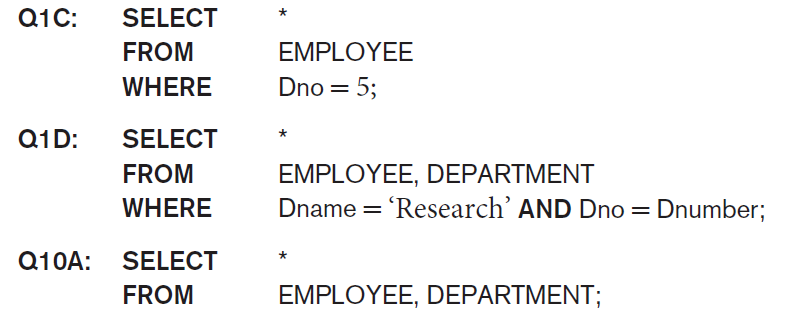 Q1C: SELECT *
FROM EMPLOYEE
WHERE Dno = 5;
Q1D: SELECT *
FROM EMPLOYEE, DEPARTMENT
WHERE Dname = ‘Research’ AND Dno = Dnumber;
Q10A: SELECT *
FROM EMPLOYEE, DEPARTMENT;